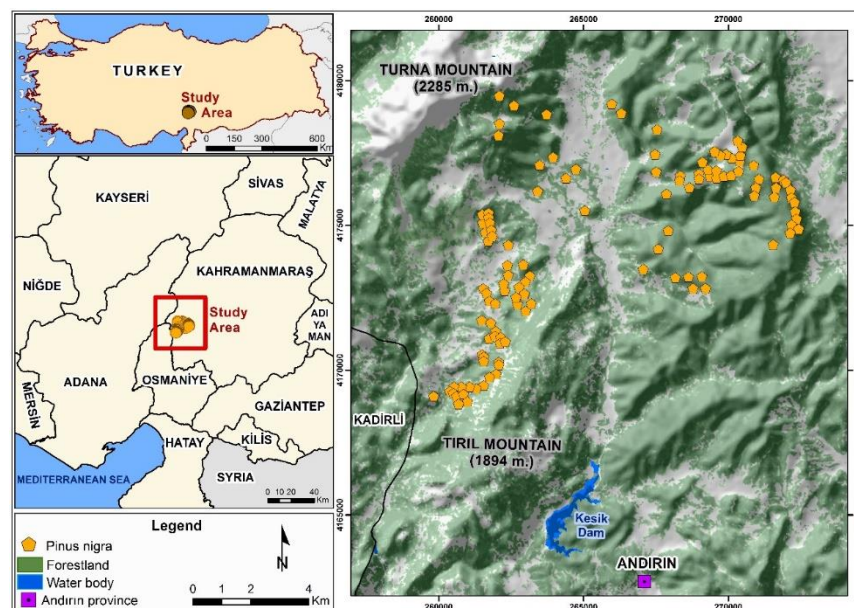 TURKEY
Study
Area
0 150 300 450 600
Km
KAYSERİ
SİVAS
MALATYA
NİĞDE
KAHRAMANMARAŞ
ADI
YA
MAN
Study
Area
ADANA
OSMANİYE
MERSİN
GAZİANTEP
HATAY
KİLİS
MEDITERRANEAN SEA
SYRIA
0 10 20 40
Km
Legend
Pinus nigra
Forestland
Water body
Andırın province
N
0 1 2 4
Km
260000 265000 270000
4180000
4175000
4170000
4165000
TURNA MOUNTAIN
(2285 m.)
KADİRLİ
TIRIL MOUNTAIN
(1894 m.)
Kesik
Dam
ANDIRIN
260000 265000 270000